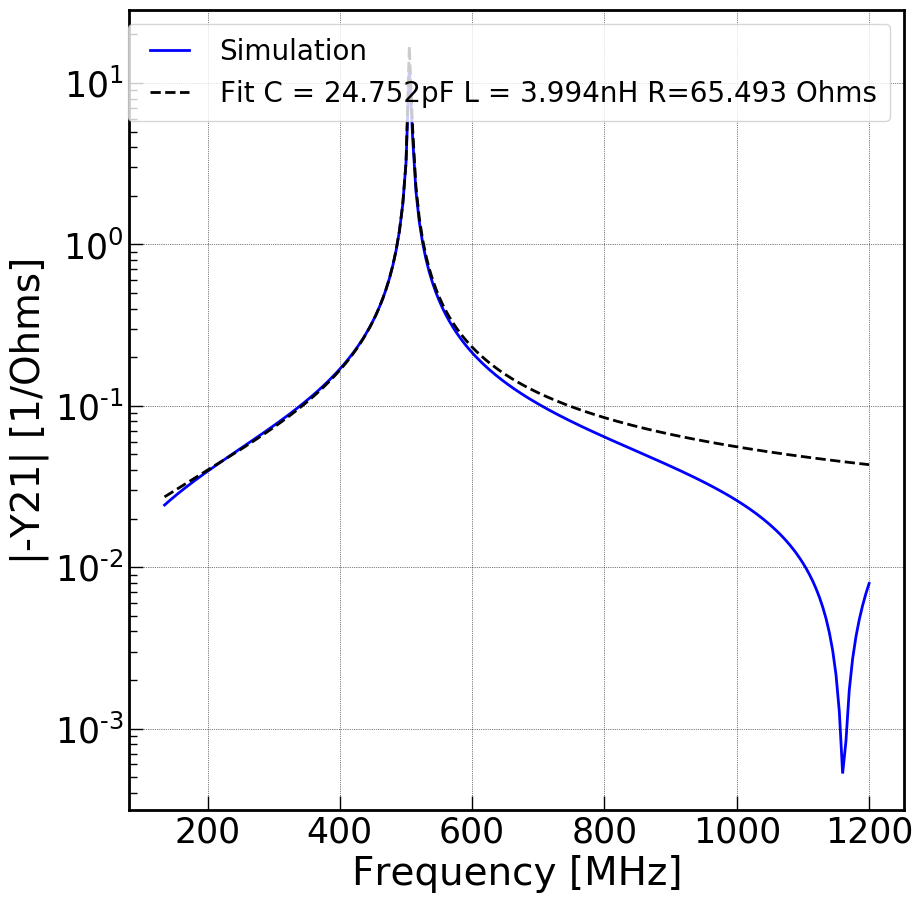 Simulation
Fit C = 24.752pF L = 3.994nH R=65.493 Ohms
10^1
10^0
10^-1
10^-2
10^-3
|-Y21| [1/Ohms]
200 400 600 800 1000 1200
Frequency [MHz]